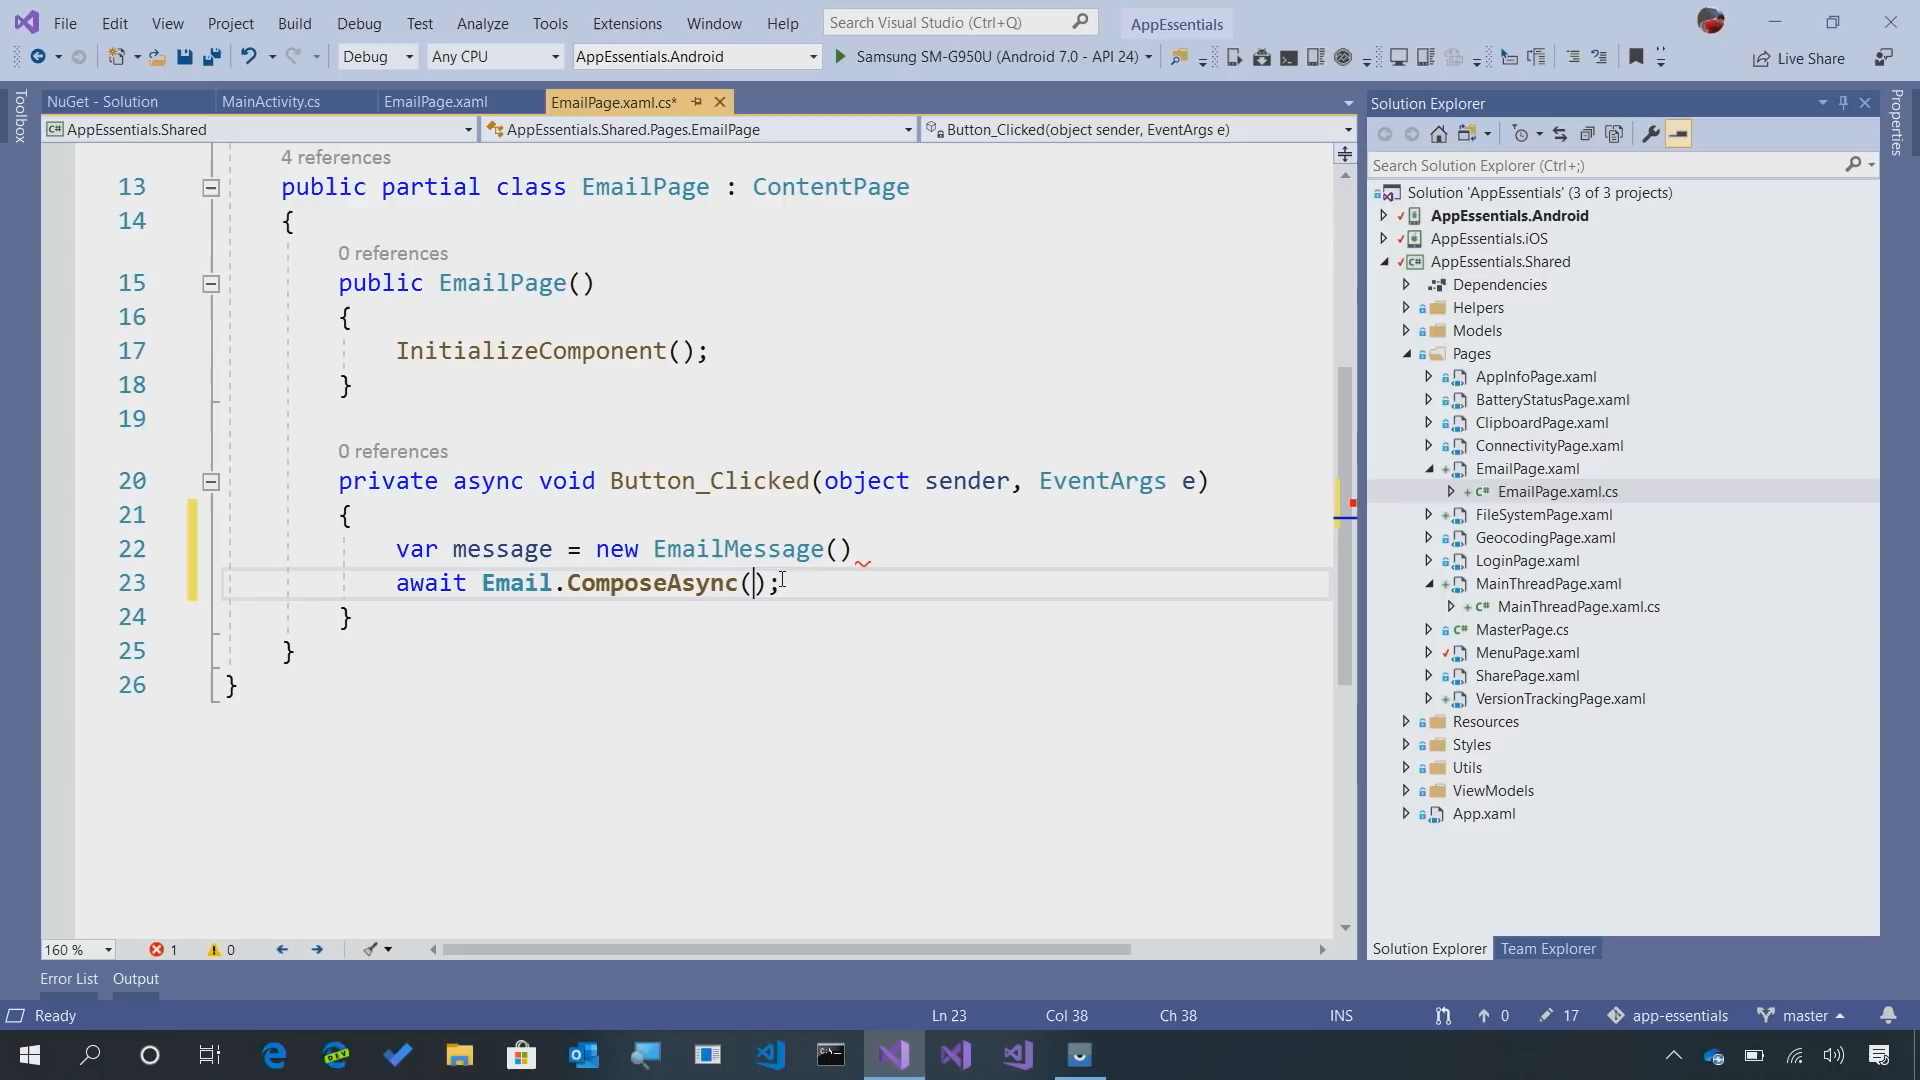 File Edit View Project Build Debug Test Analyze Tools Extensions Window Help Search Visual Studio (Ctrl+Q) AppEssentials
Debug Any CPU AppEssentials.Android Samsung SM-G950U (Android 7.0 - API 24) Live Share
Toolbox
NuGet - Solution MainActivity.cs EmailPage.xaml EmailPage.xaml.cs*
AppEssentials.Shared AppEssentials.Shared.Pages.EmailPage Button_Clicked(object sender, EventArgs e)
4 references
13 public partial class EmailPage : ContentPage
14 {
0 references
15 public EmailPage()
16 {
17 InitializeComponent();
18 }
19
0 references
20 private async void Button_Clicked(object sender, EventArgs e)
21 {
22 var message = new EmailMessage()
23 await Email.ComposeAsync();
24 }
25 }
26 }
160 % 1 0
Error List Output
Solution Explorer
Search Solution Explorer (Ctrl+;)
Solution 'AppEssentials' (3 of 3 projects)
AppEssentials.Android
AppEssentials.iOS
C# AppEssentials.Shared
Dependencies
Helpers
Models
Pages
AppInfoPage.xaml
BatteryStatusPage.xaml
ClipboardPage.xaml
ConnectivityPage.xaml
EmailPage.xaml
C# EmailPage.xaml.cs
FileSystemPage.xaml
GeocodingPage.xaml
LoginPage.xaml
MainThreadPage.xaml
C# MainThreadPage.xaml.cs
C# MasterPage.cs
MenuPage.xaml
SharePage.xaml
VersionTrackingPage.xaml
Resources
Styles
Utils
ViewModels
App.xaml
Solution Explorer Team Explorer
Properties
Ready Ln 23 Col 38 Ch 38 INS 0 17 app-essentials master
DEV